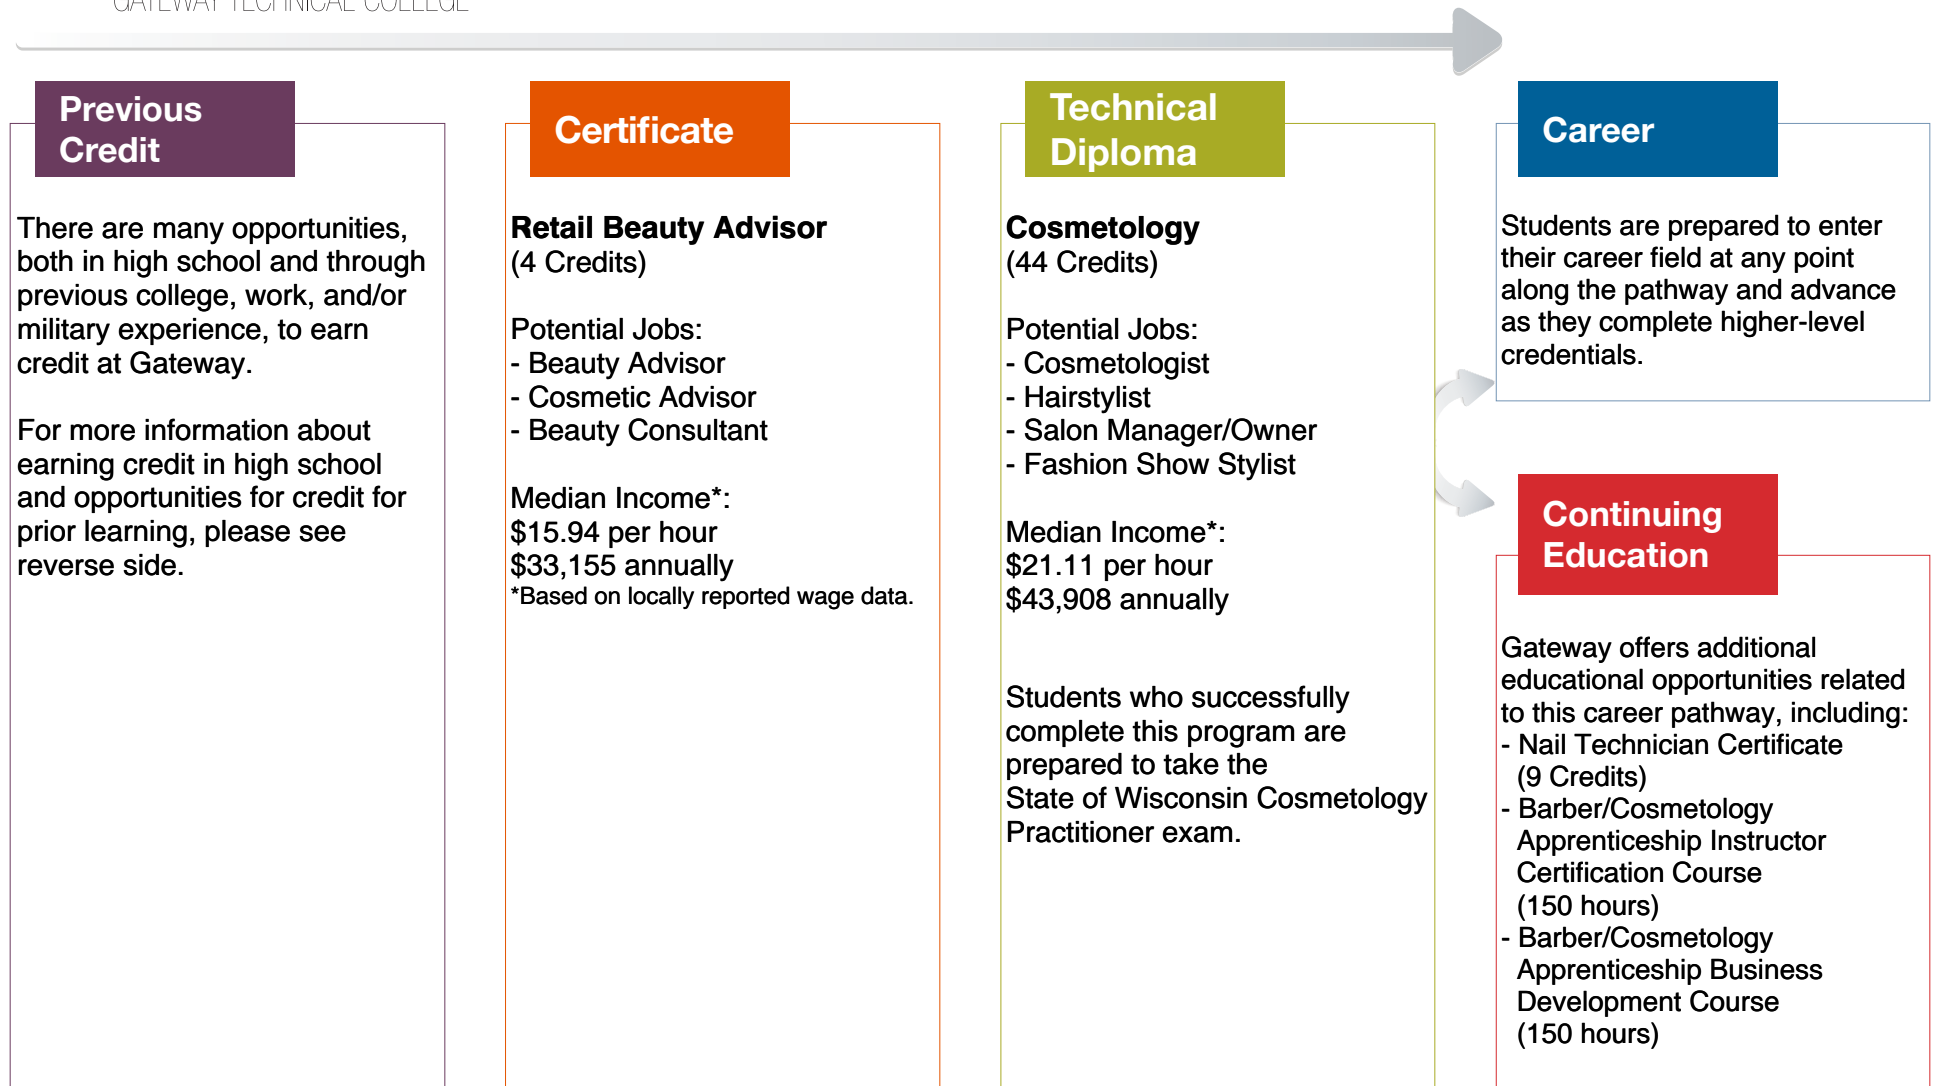 GATEWAY TECHNICAL COLLEGE
Previous
Credit
There are many opportunities,
both in high school and through
previous college, work, and/or
military experience, to earn
credit at Gateway.
For more information about
earning credit in high school
and opportunities for credit for
prior learning, please see
reverse side.
Certificate
Retail Beauty Advisor
(4 Credits)
Potential Jobs:
- Beauty Advisor
- Cosmetic Advisor
- Beauty Consultant
Median Income*:
$15.94 per hour
$33,155 annually
*Based on locally reported wage data.
Technical
Diploma
Cosmetology
(44 Credits)
Potential Jobs:
- Cosmetologist
- Hairstylist
- Salon Manager/Owner
- Fashion Show Stylist
Median Income*:
$21.11 per hour
$43,908 annually
Students who successfully
complete this program are
prepared to take the
State of Wisconsin Cosmetology
Practitioner exam.
Career
Students are prepared to enter
their career field at any point
along the pathway and advance
as they complete higher-level
credentials.
Continuing
Education
Gateway offers additional
educational opportunities related
to this career pathway, including:
- Nail Technician Certificate
(9 Credits)
- Barber/Cosmetology
Apprenticeship Instructor
Certification Course
(150 hours)
- Barber/Cosmetology
Apprenticeship Business
Development Course
(150 hours)